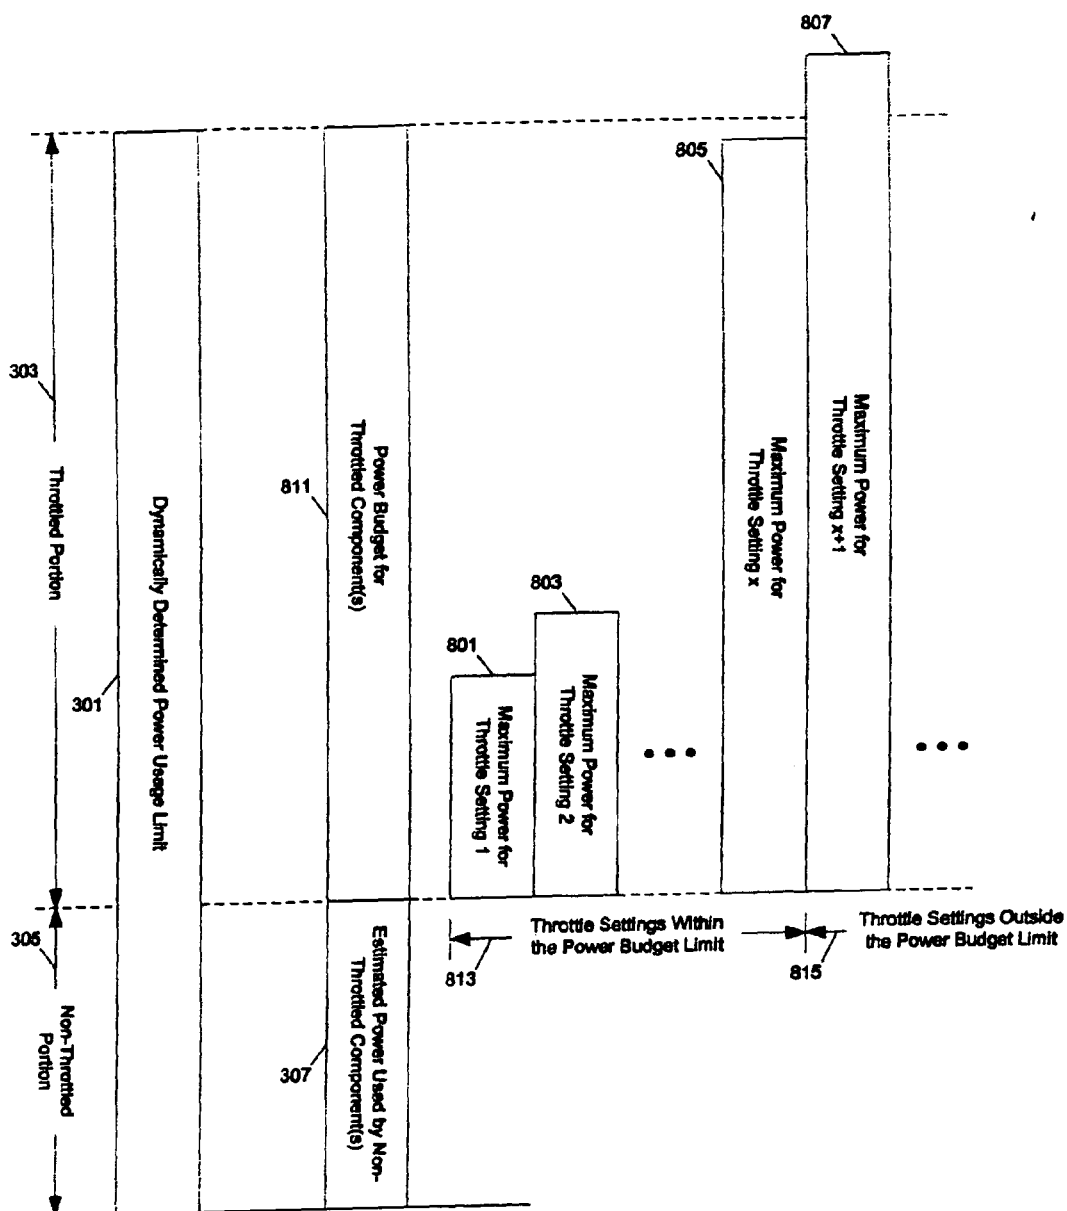 807
805
303
Throttled Portion
301
Dynamically Determined Power Usage Limit
811
Power Budget for
Throttled Component(s)
801
Maximum Power for
Throttle Setting 1
803
Maximum Power for
Throttle Setting 2
Maximum Power for
Throttle Setting x
Maximum Power for
Throttle Setting x+1
305
Non-Throttled
Portion
307
Estimated Power Used by Non-
Throttled Component(s)
Throttle Settings Within
the Power Budget Limit
813
Throttle Settings Outside
the Power Budget Limit
815